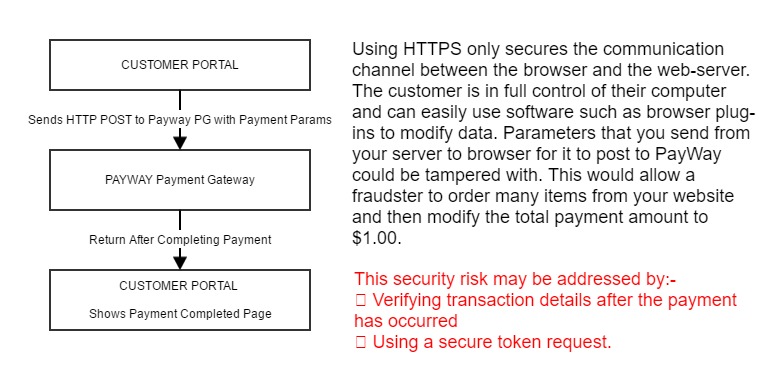 CUSTOMER PORTAL
Sends HTTP POST to Payway PG with Payment Params
PAYWAY Payment Gateway
Return After Completing Payment
CUSTOMER PORTAL
Shows Payment Completed Page
Using HTTPS only secures the communication
channel between the browser and the web-server.
The customer is in full control of their computer
and can easily use software such as browser plug-
ins to modify data. Parameters that you send from
your server to browser for it to post to PayWay
could be tampered with. This would allow a
fraudster to order many items from your website
and then modify the total payment amount to
$1.00.
This security risk may be addressed by:-
▯ Verifying transaction details after the payment
has occurred
▯ Using a secure token request.